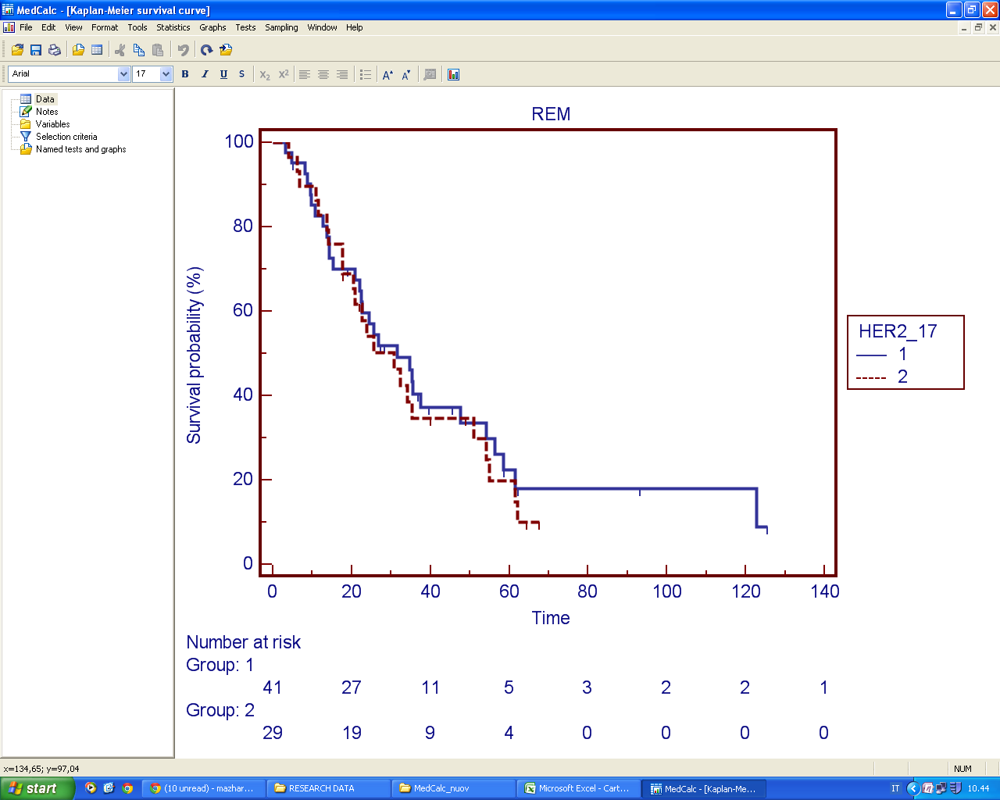 MedCalc - [Kaplan-Meier survival curve]
File Edit View Format Tools Statistics Graphs Tests Sampling Window Help
Arial 17 B I U S X₂ X² A A
Data
Notes
Variables
Selection criteria
Named tests and graphs
REM
100
80
60
40
20
0
Survival probability (%)
0 20 40 60 80 100 120 140
Time
HER2_17
1
2
Number at risk
Group: 1
41 27 11 5 3 2 2 1
Group: 2
29 19 9 4 0 0 0 0
x=134,65; y=97,04 NUM
start (10 unread) - mazhar... RESEARCH DATA MedCalc_nuov Microsoft Excel - Cart... MedCalc - [Kaplan-Me... IT 10.44